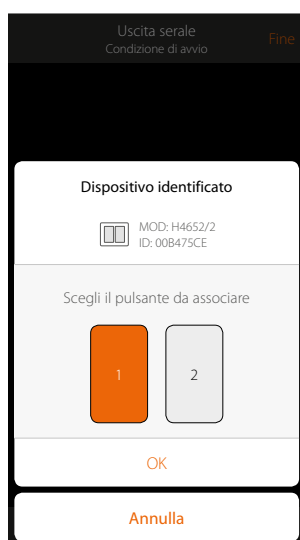 Uscita serale
Condizione di avvio
Fine
Dispositivo identificato
MOD: H4652/2
ID: 00B475CE
Scegli il pulsante da associare
1
2
OK
Annulla